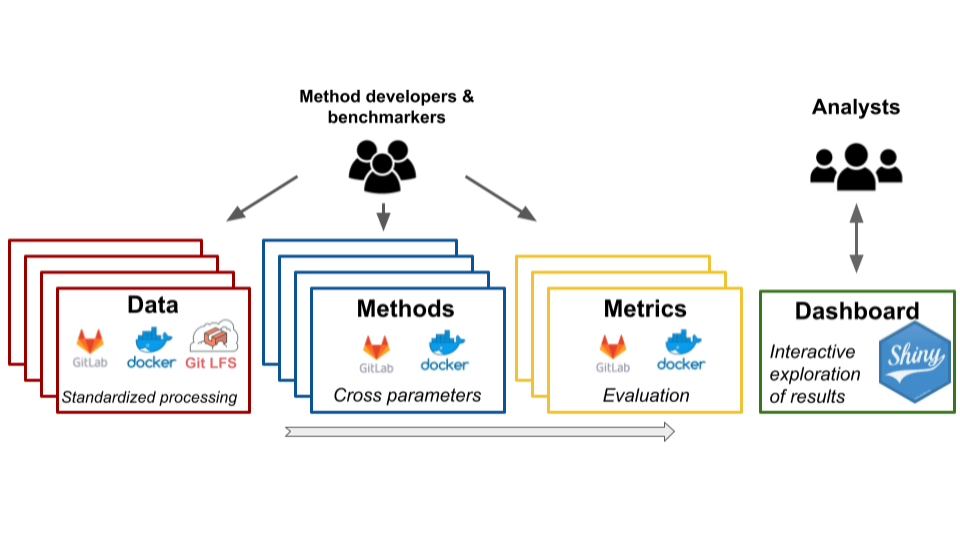 Method developers &
benchmarkers
Analysts
Data
GitLab
docker
Git LFS
Standardized processing
Methods
GitLab
docker
Cross parameters
Metrics
GitLab
docker
Evaluation
Dashboard
Interactive
exploration
of results
Shiny